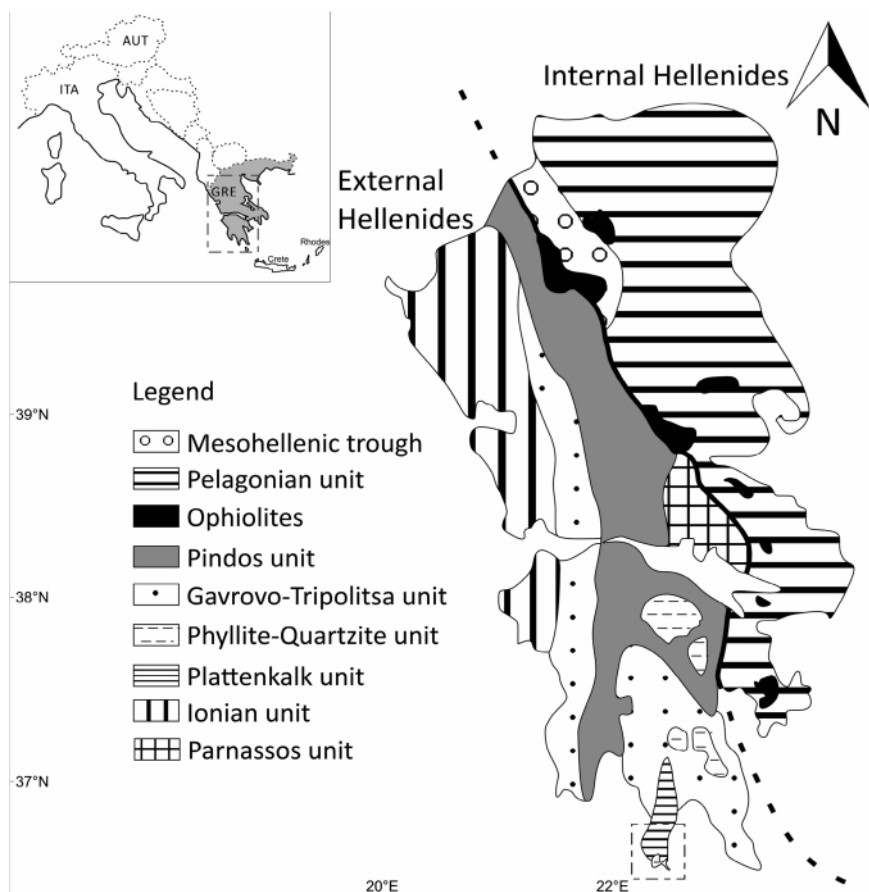 AUT
ITA
GRE
Rhodes
Crete
Internal Hellenides
N
External
Hellenides
Legend
39°N
Mesohellenic trough
Pelagonian unit
Ophiolites
Pindos unit
38°N
Gavrovo-Tripolitsa unit
Phyllite-Quartzite unit
Plattenkalk unit
Ionian unit
Parnassos unit
37°N
20°E
22°E